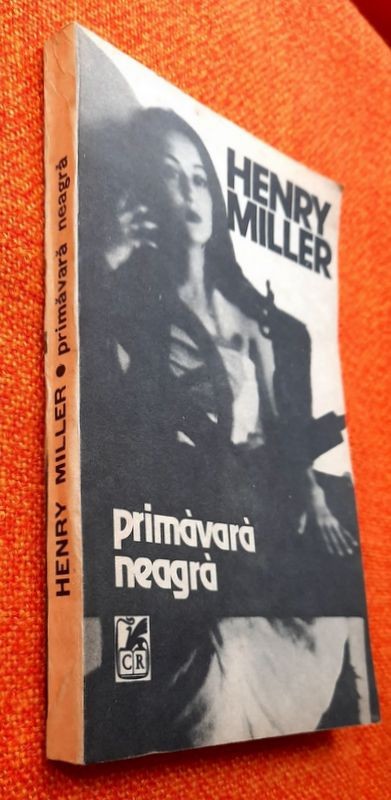 HENRY MILLER ● primăvară neagră
HENRY
MILLER
primăvară
neagră
CR